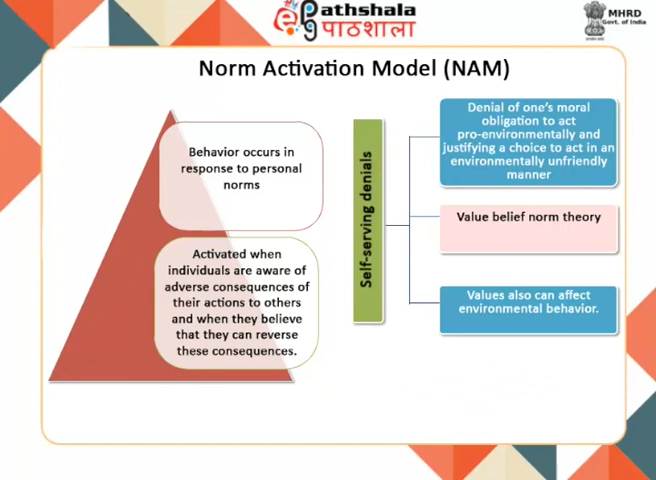 ePathshala
पाठशाला
MHRD
Govt. of India
Norm Activation Model (NAM)
Behavior occurs in
response to personal
norms
Activated when
individuals are aware of
adverse consequences of
their actions to others
and when they believe
that they can reverse
these consequences.
Self-serving denials
Denial of one's moral
obligation to act
pro-environmentally and
justifying a choice to act in an
environmentally unfriendly
manner
Value belief norm theory
Values also can affect
environmental behavior.